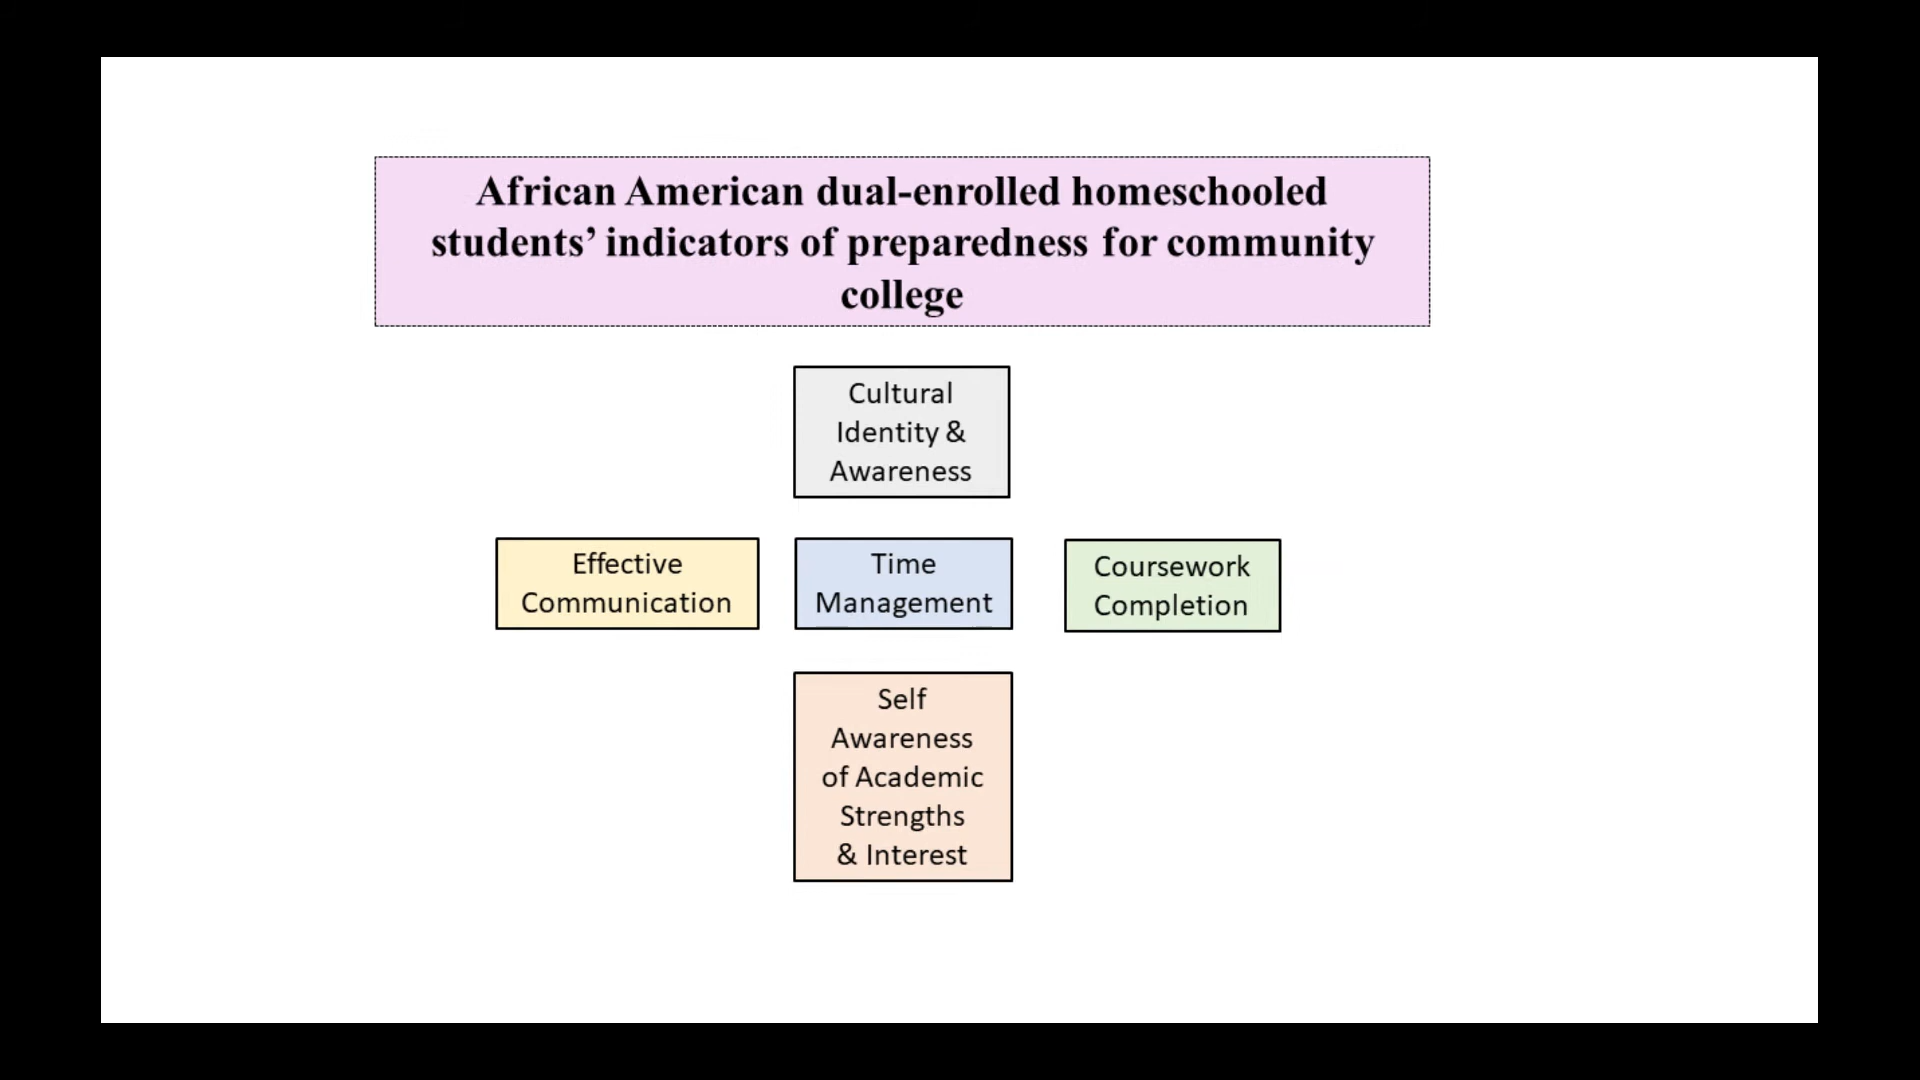 African American dual-enrolled homeschooled
students’ indicators of preparedness for community
college
Cultural
Identity &
Awareness
Effective
Communication
Time
Management
Coursework
Completion
Self
Awareness
of Academic
Strengths
& Interest